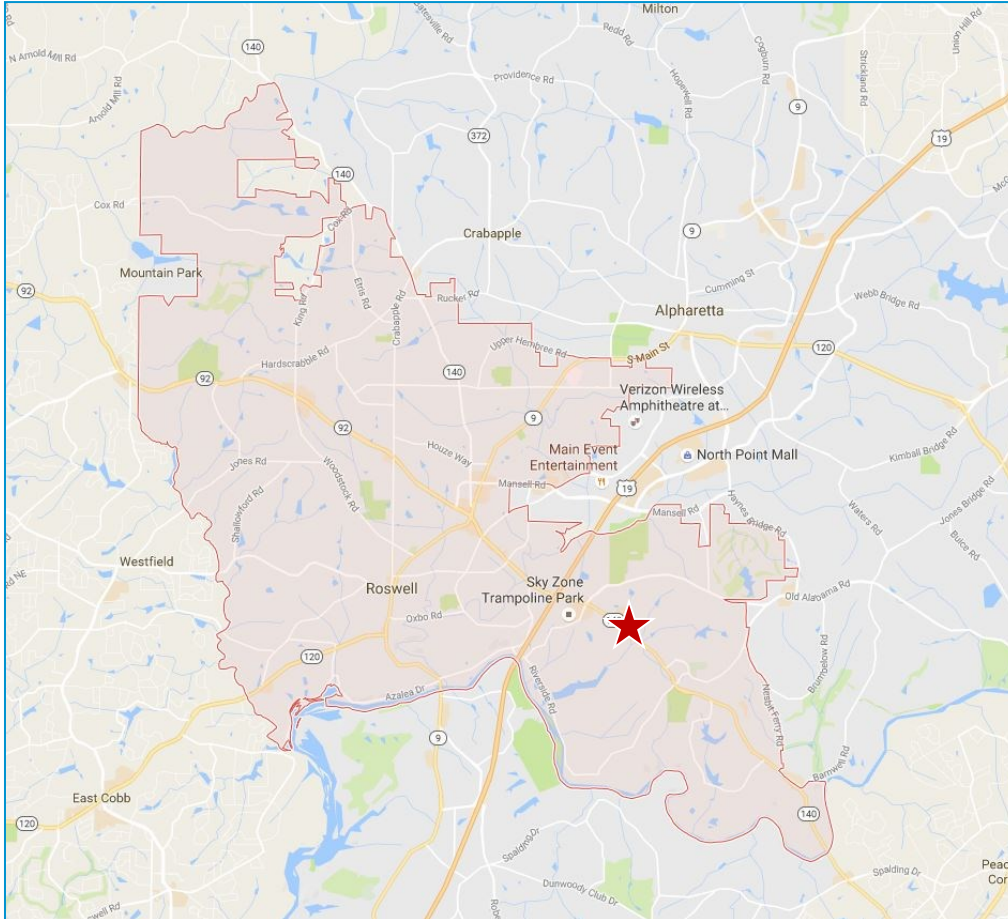 Milton
140
N Arnold Mill Rd
Arnold Mill Rd
Redd Rd
Providence Rd
Hopewell Rd
Cogburn Rd
9
Strickland Rd
Union Hill Rd
372
19
140
Cox Rd
Cox Rd
9
Crabapple
Mountain Park
92
King Rd
Etris Rd
Crabapple Rd
Rucker Rd
Cumming St
Webb Bridge Rd
Alpharetta
Upper Hembree Rd
S Main St
120
Hardscrabble Rd
92
140
Verizon Wireless
Amphitheatre at...
9
92
Houze Way
Main Event
Entertainment
North Point Mall
Kimball Bridge Rd
Jones Rd
Woodstock Rd
Mansell Rd
19
Shallowford Rd
Mansell Rd
Haynes Bridge Rd
Waters Rd
Jones Bridge Rd
Buice Rd
Westfield
Rd NE
Roswell
Sky Zone
Trampoline Park
Old Alabama Rd
Oxbo Rd
120
Azalea Dr
Riverside Rd
Nesbit Ferry Rd
Brumbelow Rd
9
Barnwell Rd
East Cobb
120
140
Spalding Dr
Spalding Dr
Dunwoody Club Dr